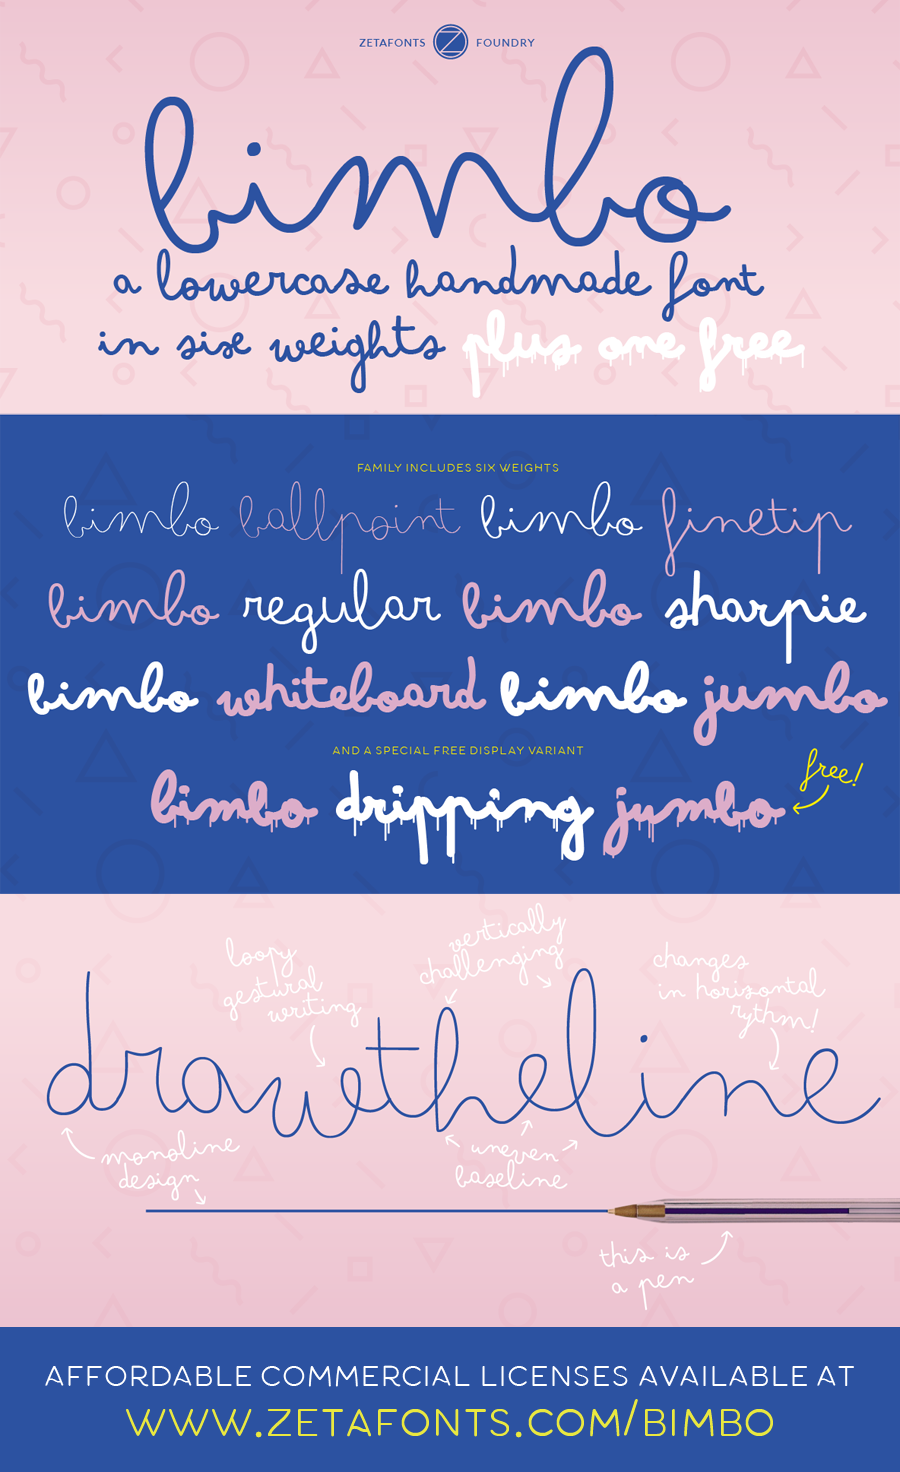 ZETAFONTS Z FOUNDRY
bimbo
a lowercase handmade font
in six weights plus one free
FAMILY INCLUDES SIX WEIGHTS
bimbo ballpoint bimbo finetip
bimbo regular bimbo sharpie
bimbo whiteboard bimbo jumbo
AND A SPECIAL FREE DISPLAY VARIANT
free!
bimbo dripping jumbo
loopy
gestural
writing
vertically
challenging
changes
in horizontal
rythm!
drawtheline
monoline
design
uneven
baseline
this is
a pen
AFFORDABLE COMMERCIAL LICENSES AVAILABLE AT
WWW.ZETAFONTS.COM/BIMBO